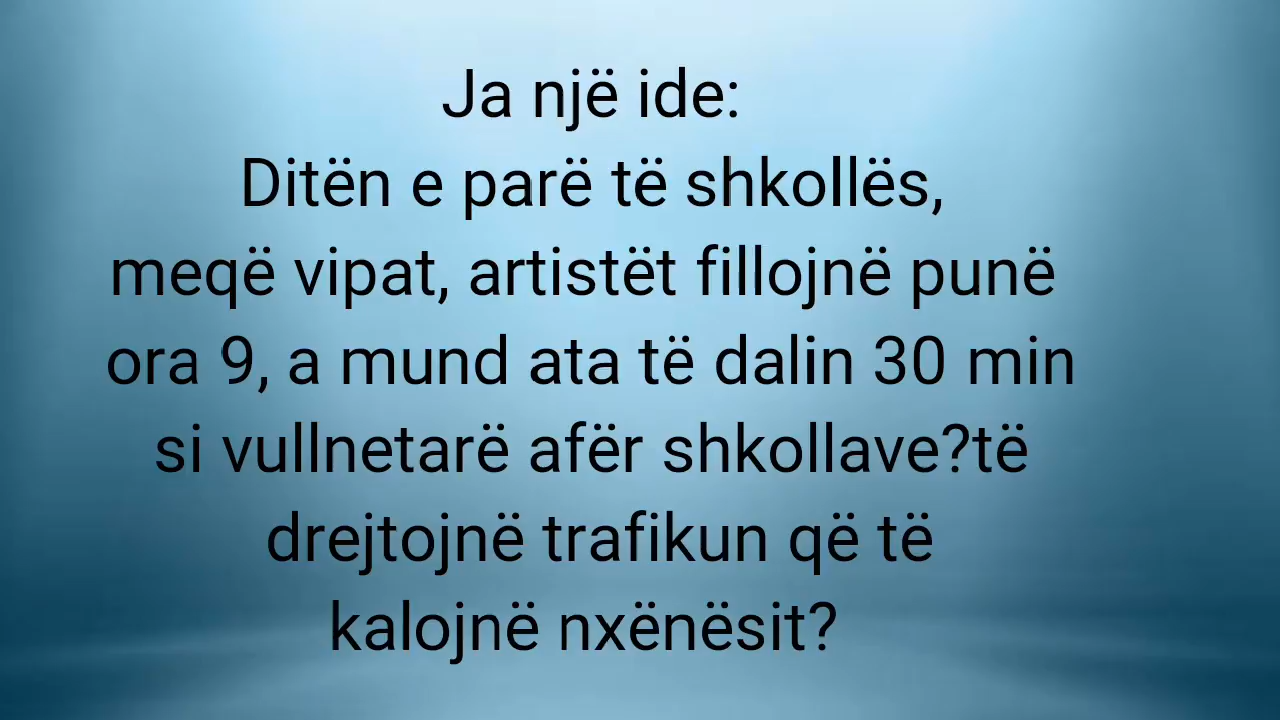 Ja një ide:
Ditën e parë të shkollës,
meqë vipat, artistët fillojnë punë
ora 9, a mund ata të dalin 30 min
si vullnetarë afër shkollave?të
drejtojnë trafikun që të
kalojnë nxënësit?